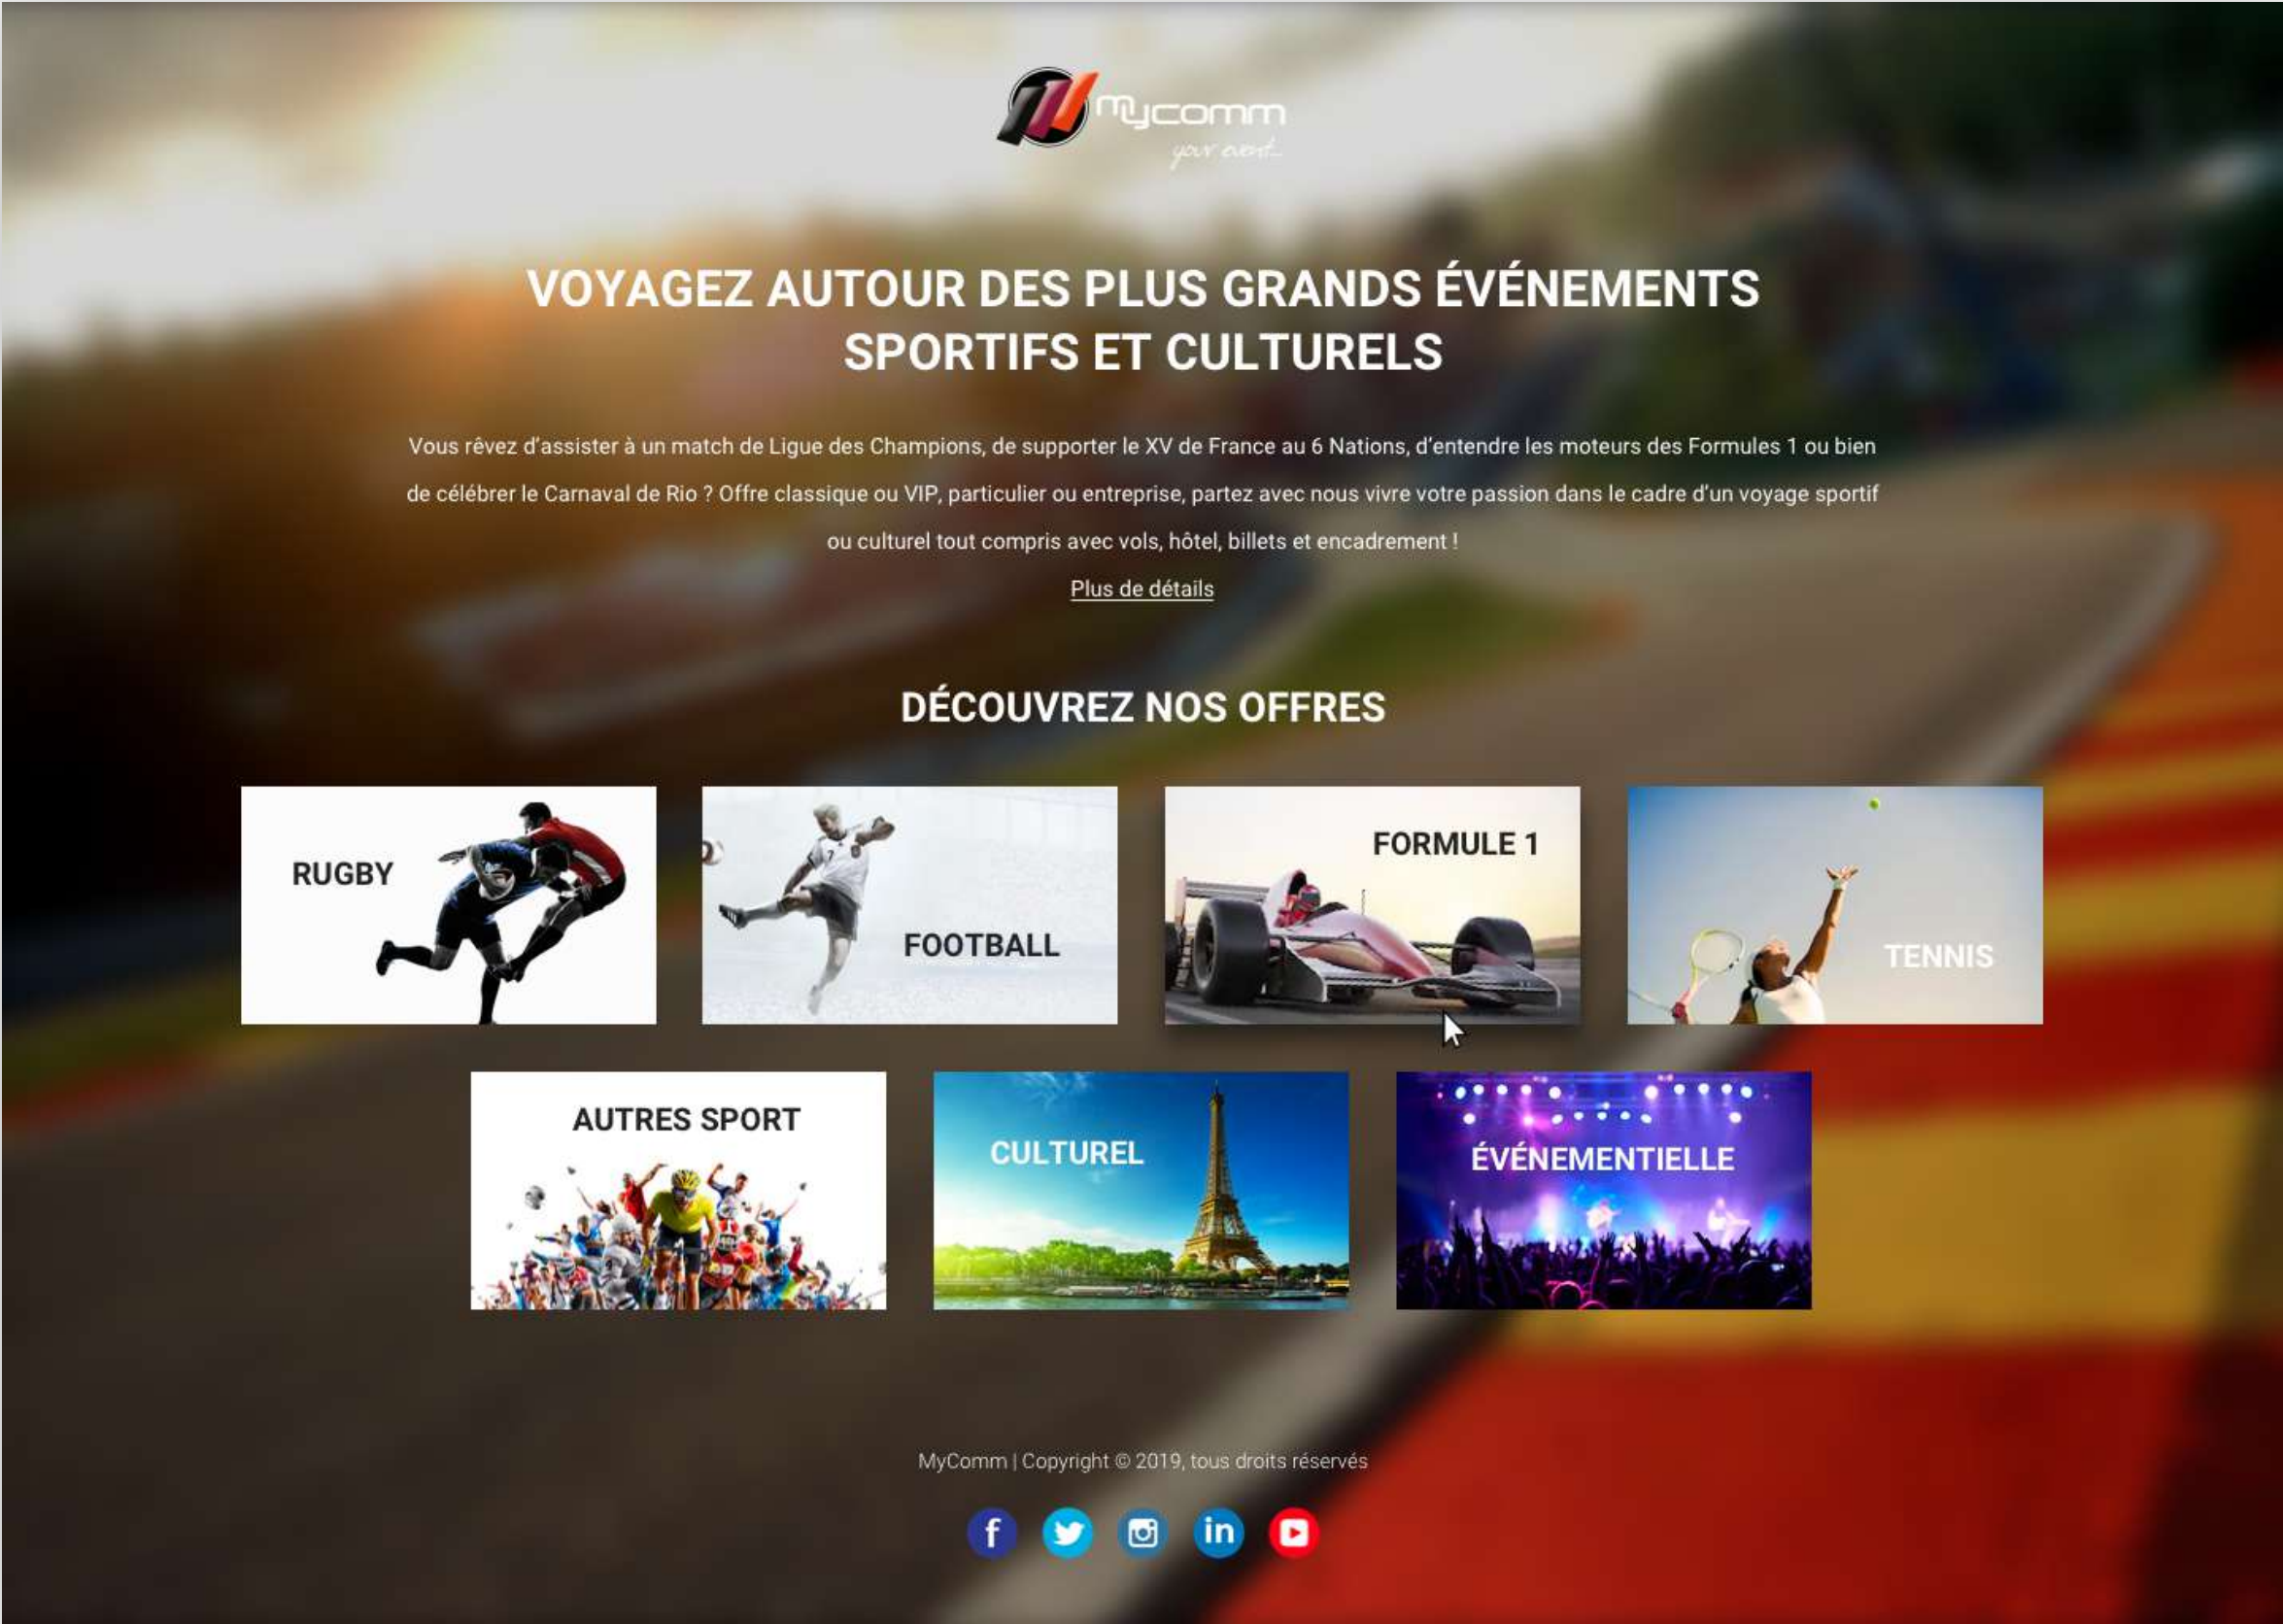 mycomm
your event...
VOYAGEZ AUTOUR DES PLUS GRANDS ÉVÉNEMENTS
SPORTIFS ET CULTURELS
Vous rêvez d'assister à un match de Ligue des Champions, de supporter le XV de France au 6 Nations, d'entendre les moteurs des Formules 1 ou bien
de célébrer le Carnaval de Rio ? Offre classique ou VIP, particulier ou entreprise, partez avec nous vivre votre passion dans le cadre d'un voyage sportif
ou culturel tout compris avec vols, hôtel, billets et encadrement !
Plus de détails
DÉCOUVREZ NOS OFFRES
RUGBY
FOOTBALL
FORMULE 1
TENNIS
AUTRES SPORT
CULTUREL
ÉVÉNEMENTIELLE
MyComm | Copyright © 2019, tous droits réservés
f
in